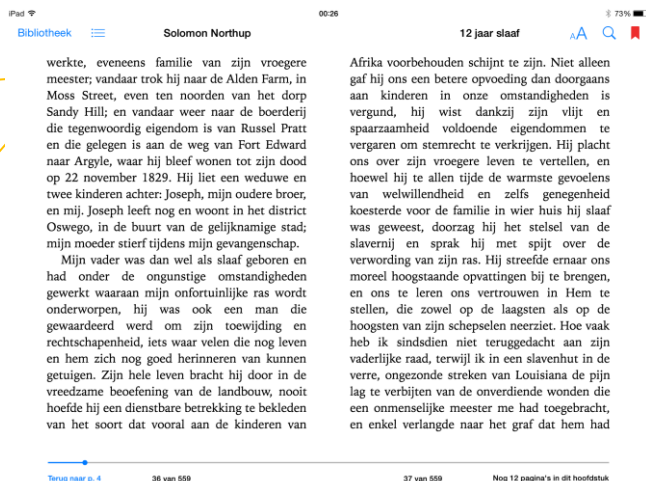 iPad
00:26
73%
Bibliotheek
Solomon Northup
12 jaar slaaf
AA
werkte, eveneens familie van zijn vroegere
meester; vandaar trok hij naar de Alden Farm, in
Moss Street, even ten noorden van het dorp
Sandy Hill; en vandaar weer naar de boerderij
die tegenwoordig eigendom is van Russel Pratt
en die gelegen is aan de weg van Fort Edward
naar Argyle, waar hij bleef wonen tot zijn dood
op 22 november 1829. Hij liet een weduwe en
twee kinderen achter: Joseph, mijn oudere broer,
en mij. Joseph leeft nog en woont in het district
Oswego, in de buurt van de gelijknamige stad;
mijn moeder stierf tijdens mijn gevangenschap.
Mijn vader was dan wel als slaaf geboren en
had onder de ongunstige omstandigheden
gewerkt waaraan mijn onfortuinlijke ras wordt
onderworpen, hij was ook een man die
gewaardeerd werd om zijn toewijding en
rechtschapenheid, iets waar velen die nog leven
en hem zich nog goed herinneren van kunnen
getuigen. Zijn hele leven bracht hij door in de
vreedzame beoefening van de landbouw, nooit
hoefde hij een dienstbare betrekking te bekleden
van het soort dat vooral aan de kinderen van
Afrika voorbehouden schijnt te zijn. Niet alleen
gaf hij ons een betere opvoeding dan doorgaans
aan kinderen in onze omstandigheden is
vergund, hij wist dankzij zijn vlijt en
spaarzaamheid voldoende eigendommen te
vergaren om stemrecht te verkrijgen. Hij placht
ons over zijn vroegere leven te vertellen, en
hoewel hij te allen tijde de warmste gevoelens
van welwillendheid en zelfs genegenheid
koesterde voor de familie in wier huis hij slaaf
was geweest, doorzag hij het stelsel van de
slavernij en sprak hij met spijt over de
verwording van zijn ras. Hij streefde ernaar ons
moreel hoogstaande opvattingen bij te brengen,
en ons te leren ons vertrouwen in Hem te
stellen, die zowel op de laagsten als op de
hoogsten van zijn schepselen neerziet. Hoe vaak
heb ik sindsdien niet teruggedacht aan zijn
vaderlijke raad, terwijl ik in een slavenhut in de
verre, ongezonde streken van Louisiana de pijn
lag te verbijten van de onverdiende wonden die
een onmenselijke meester me had toegebracht,
en enkel verlangde naar het graf dat hem had
Terug naar p. 4
36 van 559
37 van 559
Nog 12 pagina's in dit hoofdstuk